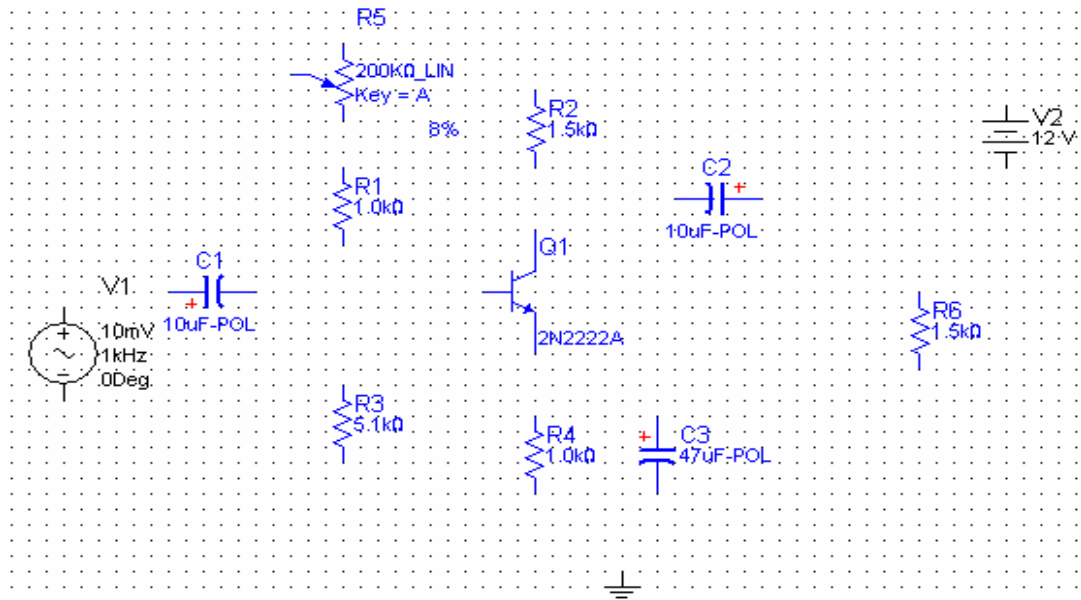 R5
200KΩ_LIN
Key = A
8%
R2
1.5kΩ
V2
12 V
C2
+
10uF-POL
R1
1.0kΩ
Q1
2N2222A
C1
+
10uF-POL
V1
10mV
1kHz
0Deg
R6
1.5kΩ
R3
5.1kΩ
R4
1.0kΩ
+
C3
47uF-POL